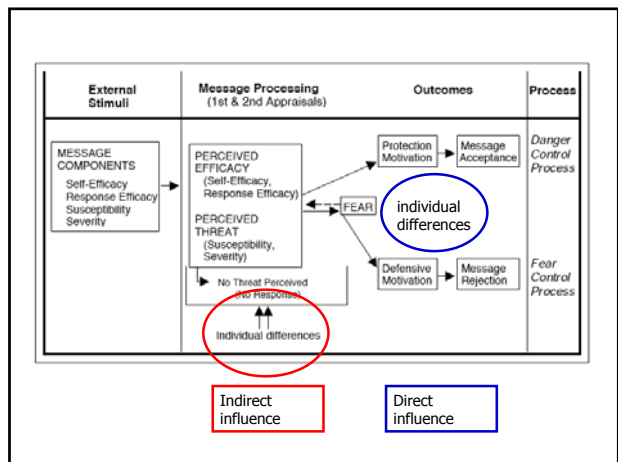 External
Stimuli
Message Processing
(1st & 2nd Appraisals)
Outcomes
Process
MESSAGE
COMPONENTS
Self-Efficacy
Response Efficacy
Susceptibility
Severity
PERCEIVED
EFFICACY
(Self-Efficacy,
Response Efficacy)
PERCEIVED
THREAT
(Susceptibility,
Severity)
No Threat Perceived
(No Response)
Individual differences
FEAR
Protection
Motivation
Message
Acceptance
individual
differences
Defensive
Motivation
Message
Rejection
Danger
Control
Process
Fear
Control
Process
Indirect
influence
Direct
influence